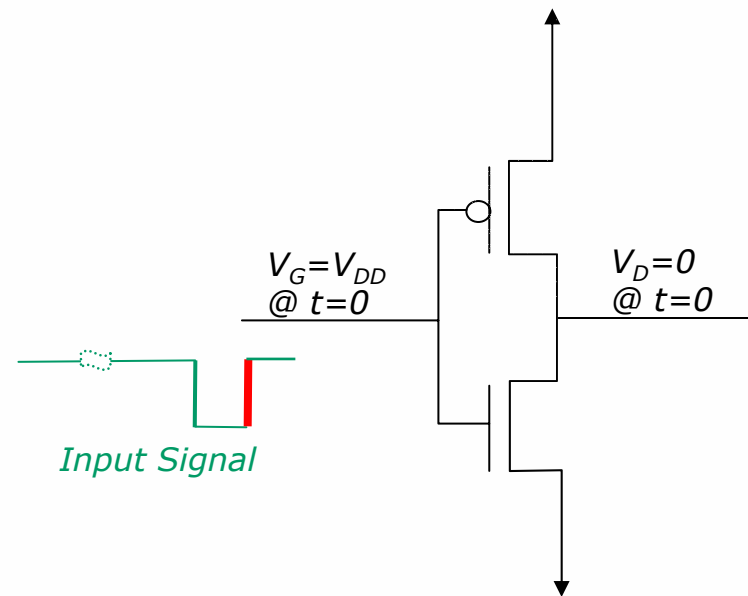 V_G=V_DD
@ t=0
V_D=0
@ t=0
Input Signal